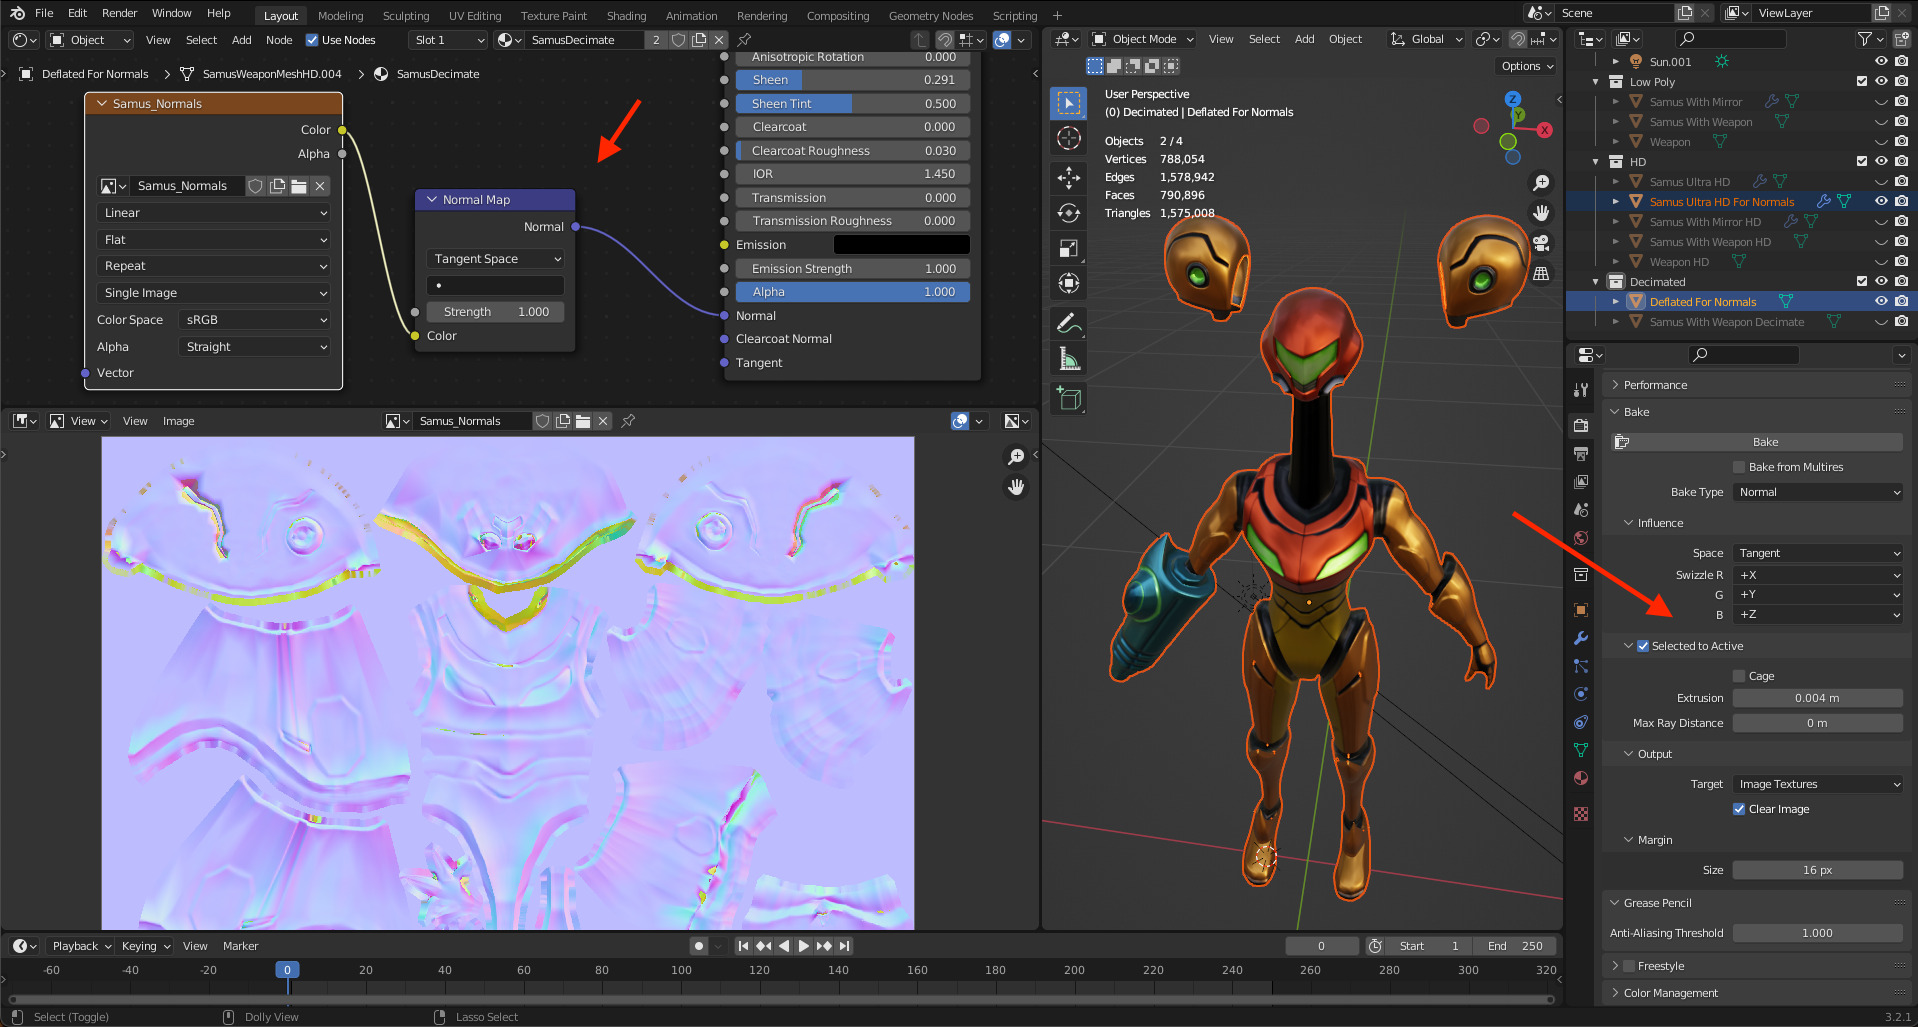 File Edit Render Window Help Layout Modeling Sculpting UV Editing Texture Paint Shading Animation Rendering Compositing Geometry Nodes Scripting + Scene ViewLayer
Object View Select Add Node Use Nodes Slot 1 SamusDecimate 2
Deflated For Normals > SamusWeaponMeshHD.004 > SamusDecimate
Samus_Normals
Color
Alpha
Samus_Normals
Linear
Flat
Repeat
Single Image
Color Space sRGB
Alpha Straight
Vector
Normal Map
Normal
Tangent Space
Strength 1.000
Color
Anisotropic Rotation 0.000
Sheen 0.291
Sheen Tint 0.500
Clearcoat 0.000
Clearcoat Roughness 0.030
IOR 1.450
Transmission 0.000
Transmission Roughness 0.000
Emission
Emission Strength 1.000
Alpha 1.000
Normal
Clearcoat Normal
Tangent
View View Image Samus_Normals
Object Mode View Select Add Object Global
Options
User Perspective
(0) Decimated | Deflated For Normals
Objects 2/4
Vertices 788,054
Edges 1,578,942
Faces 790,896
Triangles 1,575,008
Z
Y
X
Sun.001
Low Poly
Samus With Mirror
Samus With Weapon
Weapon
HD
Samus Ultra HD
Samus Ultra HD For Normals
Samus With Mirror HD
Samus With Weapon HD
Weapon HD
Decimated
Deflated For Normals
Samus With Weapon Decimate
Performance
Bake
Bake
Bake from Multires
Bake Type Normal
Influence
Space Tangent
Swizzle R +X
G +Y
B +Z
Selected to Active
Cage
Extrusion 0.004 m
Max Ray Distance 0 m
Output
Target Image Textures
Clear Image
Margin
Size 16 px
Grease Pencil
Anti-Aliasing Threshold 1.000
Freestyle
Color Management
Playback Keying View Marker 0 Start 1 End 250
-60 -40 -20 0 20 40 60 80 100 120 140 160 180 200 220 240 260 280 300 320
Select (Toggle) Dolly View Lasso Select 3.2.1